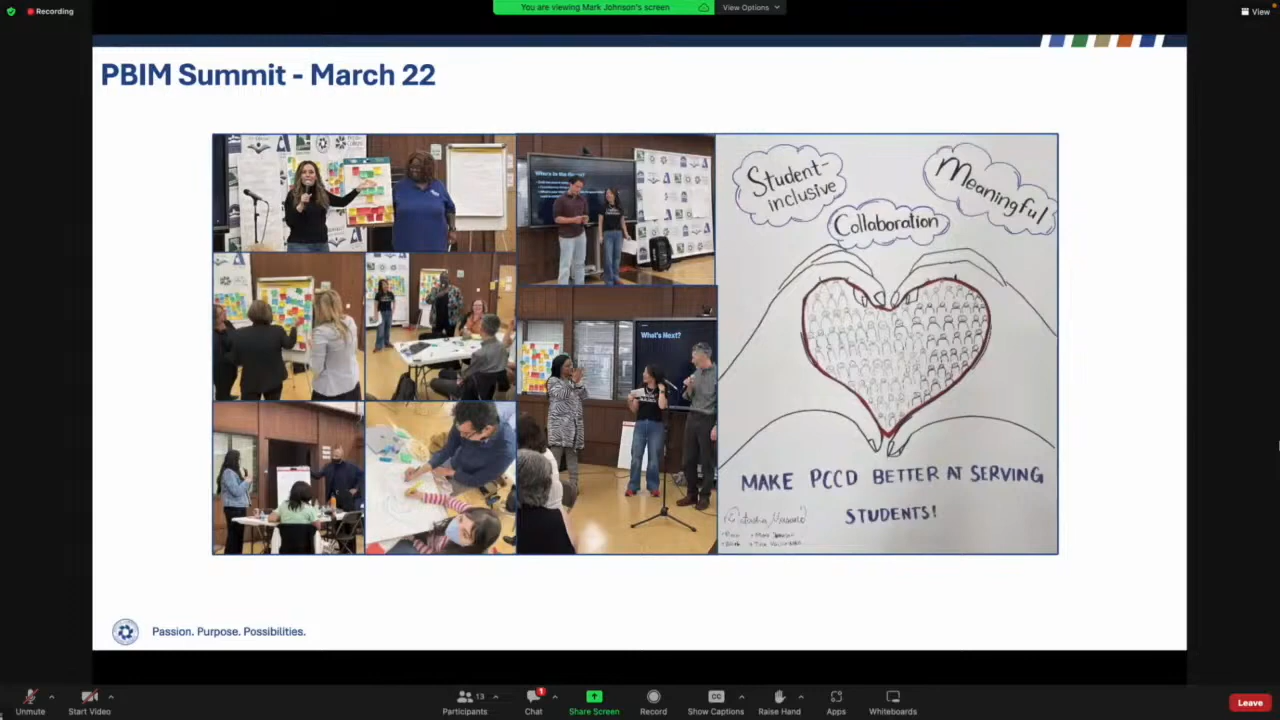 Recording
You are viewing Mark Johnson's screen
View Options
View
PBIM Summit - March 22
What's Next?
Student-
inclusive
Collaboration
Meaningful
MAKE PCCD BETTER AT SERVING
STUDENTS!
Passion. Purpose. Possibilities.
Unmute
Start Video
13
Participants
1
Chat
Share Screen
Record
CC
Show Captions
Raise Hand
Apps
Whiteboards
Leave